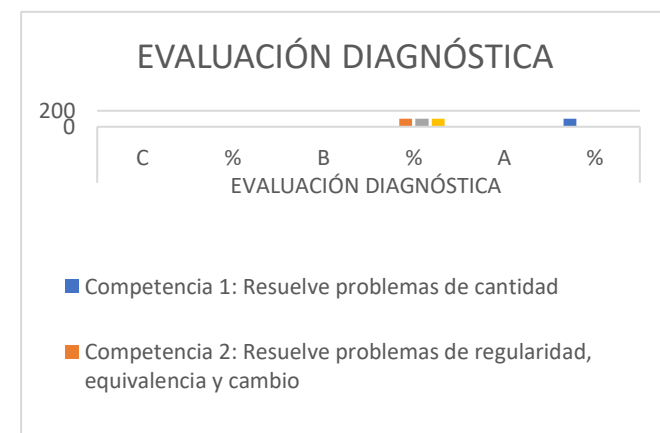 EVALUACIÓN DIAGNÓSTICA
200
0
C % B % A %
EVALUACIÓN DIAGNÓSTICA
Competencia 1: Resuelve problemas de cantidad
Competencia 2: Resuelve problemas de regularidad,
equivalencia y cambio